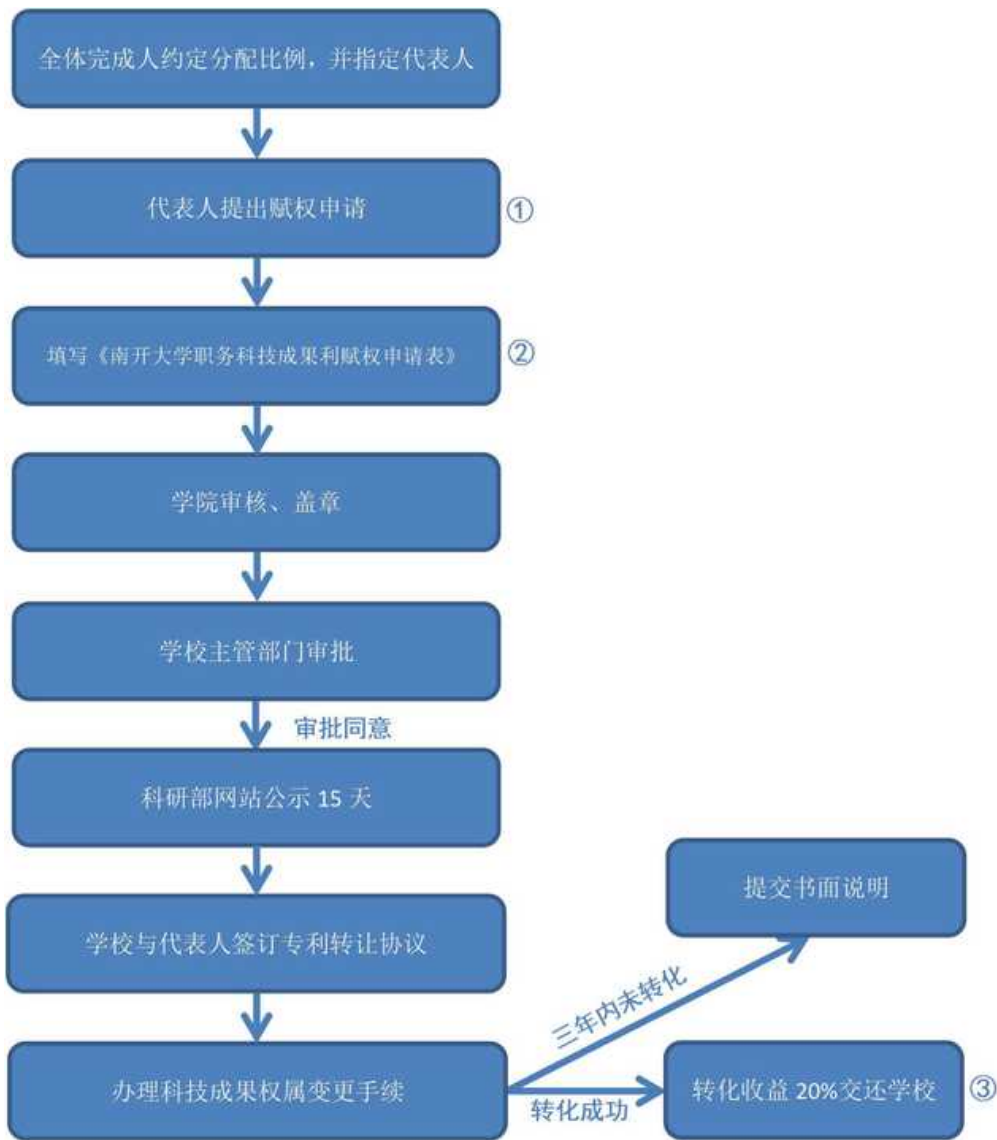 全体完成人约定分配比例，并指定代表人
代表人提出赋权申请
①
填写《南开大学职务科技成果利赋权申请表》
②
学院审核、盖章
学校主管部门审批
审批同意
科研部网站公示 15 天
学校与代表人签订专利转让协议
办理科技成果权属变更手续
三年内未转化
提交书面说明
转化成功
转化收益 20%交还学校
③